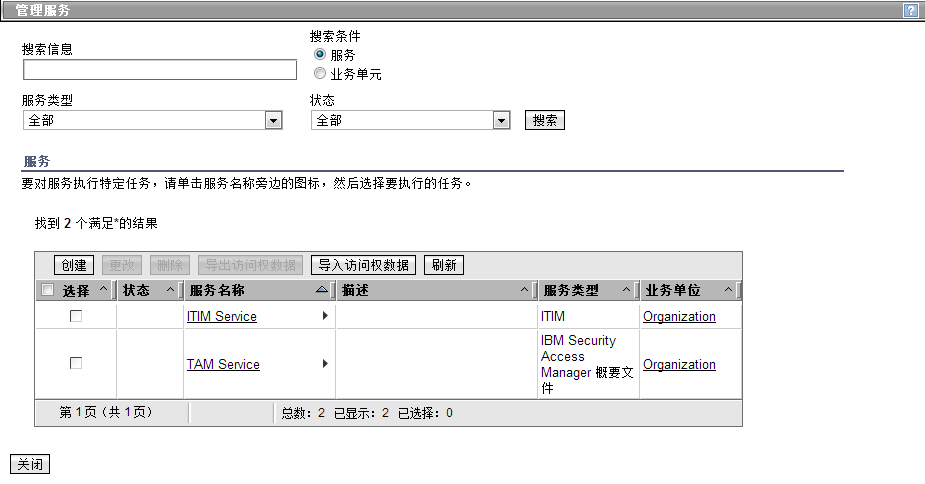 管理服务
?
搜索信息
搜索条件
服务
业务单元
服务类型
状态
全部
全部
搜索
服务
要对服务执行特定任务，请单击服务名称旁边的图标，然后选择要执行的任务。
找到 2 个满足*的结果
创建 更改 删除 导出访问权数据 导入访问权数据 刷新
选择 ^ 状态 ^ 服务名称 描述 ^ 服务类型 ^ 业务单位 ^
ITIM Service ITIM Organization
TAM Service IBM Security Organization
Access
Manager 概要文
件
第 1 页（共 1 页） 总数：2 已显示：2 已选择：0
关闭